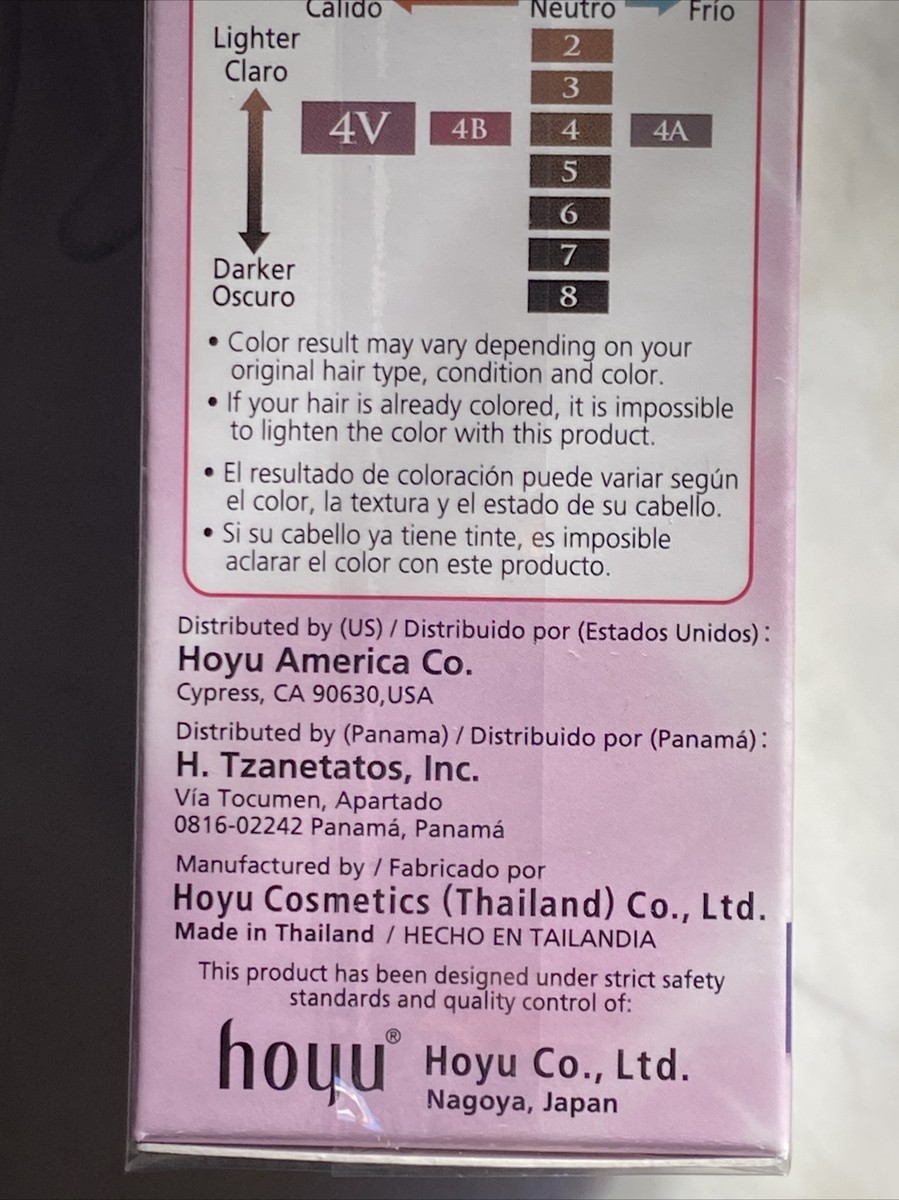 Cálido Neutro Frío
Lighter
Claro
2
3
4V 4B 4 4A
5
6
7
8
Darker
Oscuro
• Color result may vary depending on your
original hair type, condition and color.
• If your hair is already colored, it is impossible
to lighten the color with this product.
• El resultado de coloración puede variar según
el color, la textura y el estado de su cabello.
• Si su cabello ya tiene tinte, es imposible
aclarar el color con este producto.
Distributed by (US) / Distribuido por (Estados Unidos):
Hoyu America Co.
Cypress, CA 90630,USA
Distributed by (Panama) / Distribuido por (Panamá):
H. Tzanetatos, Inc.
Vía Tocumen, Apartado
0816-02242 Panamá, Panamá
Manufactured by / Fabricado por
Hoyu Cosmetics (Thailand) Co., Ltd.
Made in Thailand / HECHO EN TAILANDIA
This product has been designed under strict safety
standards and quality control of:
hoyu® Hoyu Co., Ltd.
Nagoya, Japan